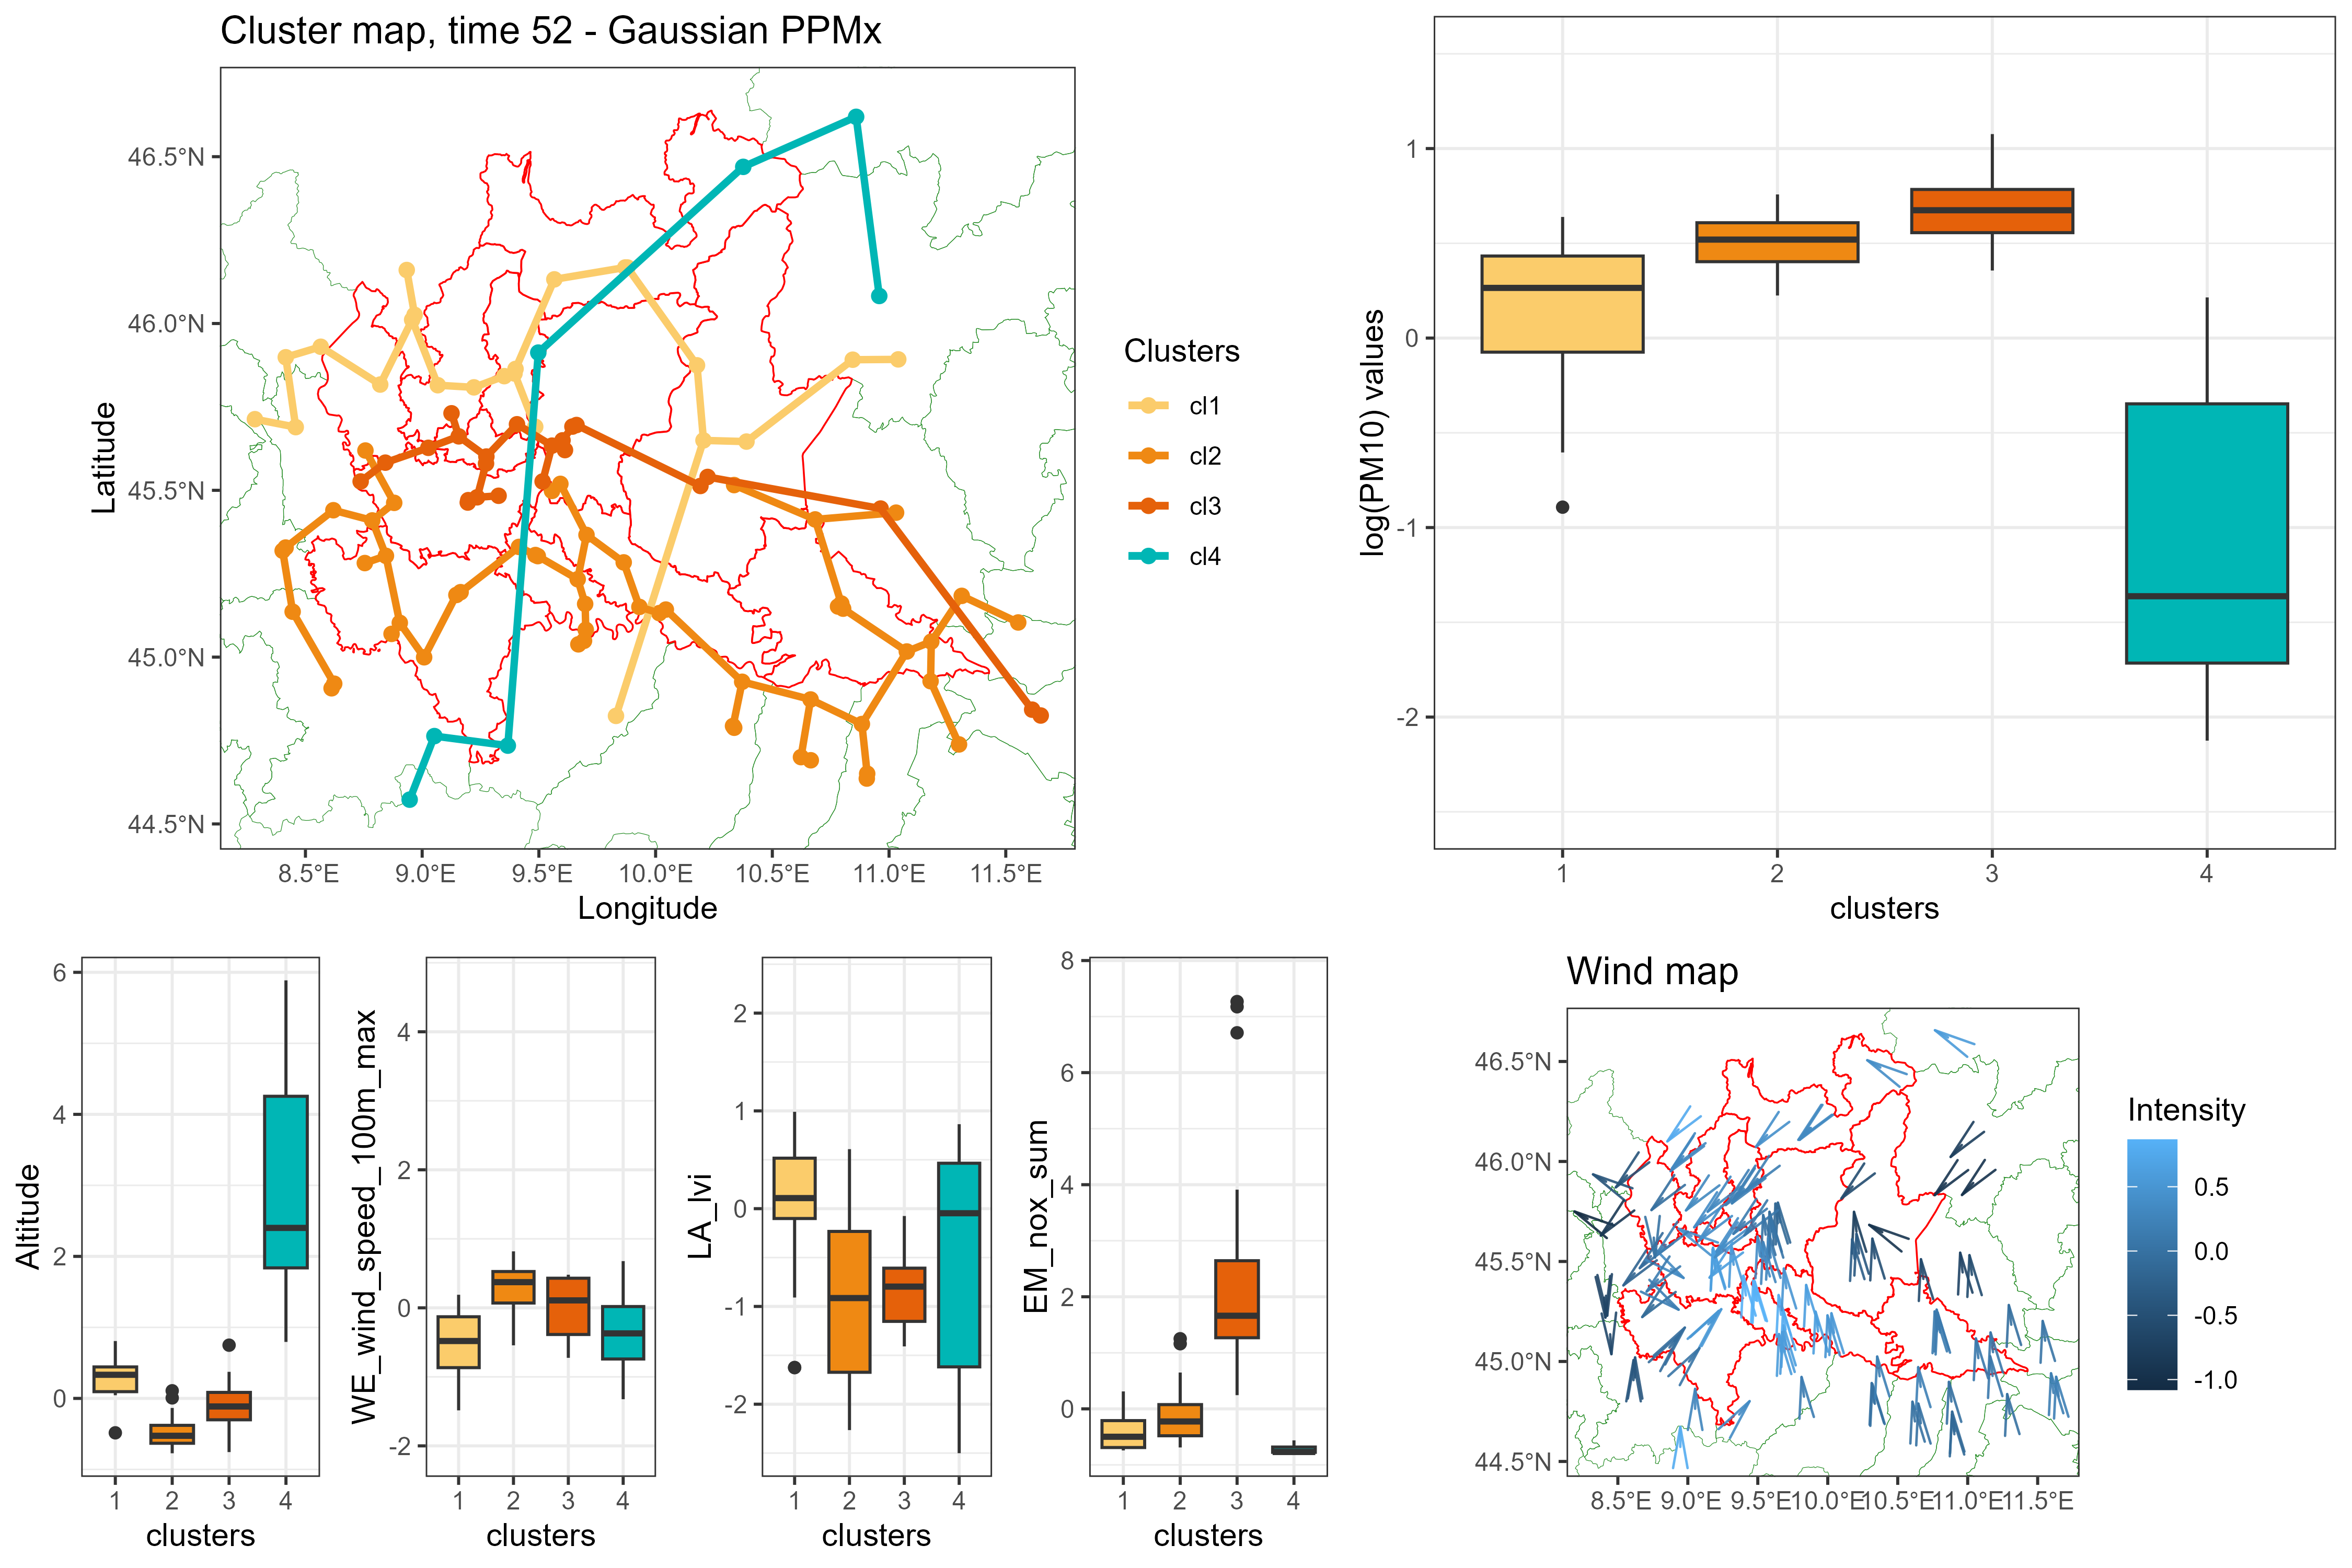 Cluster map, time 52 - Gaussian PPMx
Latitude
46.5°N
46.0°N
45.5°N
45.0°N
44.5°N
8.5°E 9.0°E 9.5°E 10.0°E 10.5°E 11.0°E 11.5°E
Longitude
Clusters
cl1
cl2
cl3
cl4
log(PM10) values
1
0
-1
-2
1 2 3 4
clusters
Altitude
6
4
2
0
1 2 3 4
clusters
WE_wind_speed_100m_max
4
2
0
-2
1 2 3 4
clusters
LA_lvi
2
1
0
-1
-2
1 2 3 4
clusters
EM_nox_sum
8
6
4
2
0
1 2 3 4
clusters
Wind map
46.5°N
46.0°N
45.5°N
45.0°N
44.5°N
8.5°E 9.0°E 9.5°E 10.0°E 10.5°E 11.0°E 11.5°E
Intensity
0.5
0.0
-0.5
-1.0